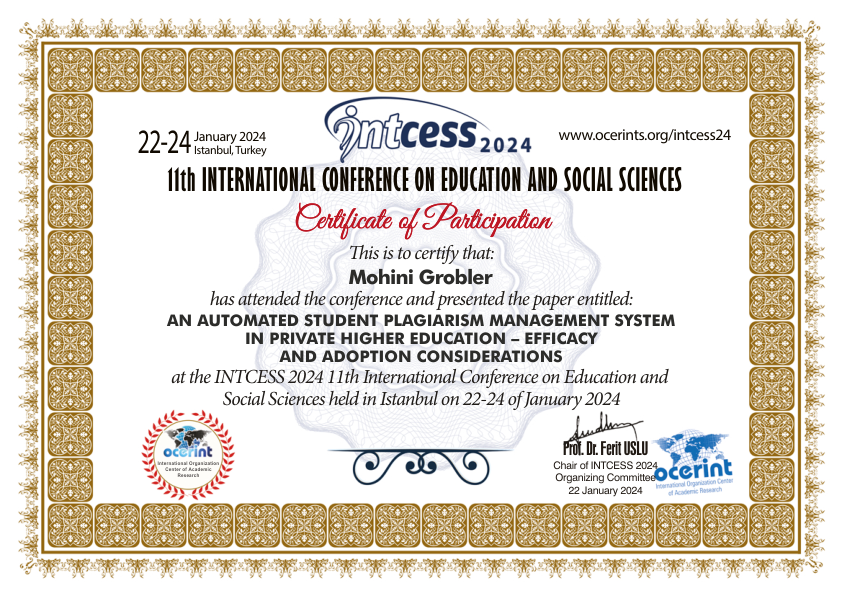 22-24 January 2024
Istanbul, Turkey
intcess 2024
www.ocerints.org/intcess24
11th INTERNATIONAL CONFERENCE ON EDUCATION AND SOCIAL SCIENCES
Certificate of Participation
This is to certify that:
Mohini Grobler
has attended the conference and presented the paper entitled:
AN AUTOMATED STUDENT PLAGIARISM MANAGEMENT SYSTEM
IN PRIVATE HIGHER EDUCATION – EFFICACY
AND ADOPTION CONSIDERATIONS
at the INTCESS 2024 11th International Conference on Education and
Social Sciences held in Istanbul on 22-24 of January 2024
ocerint
International Organization
Center of Academic
Research
Prof. Dr. Ferit USLU
Chair of INTCESS 2024
Organizing Committee
22 January 2024
ocerint
International Organization Center
of Academic Research